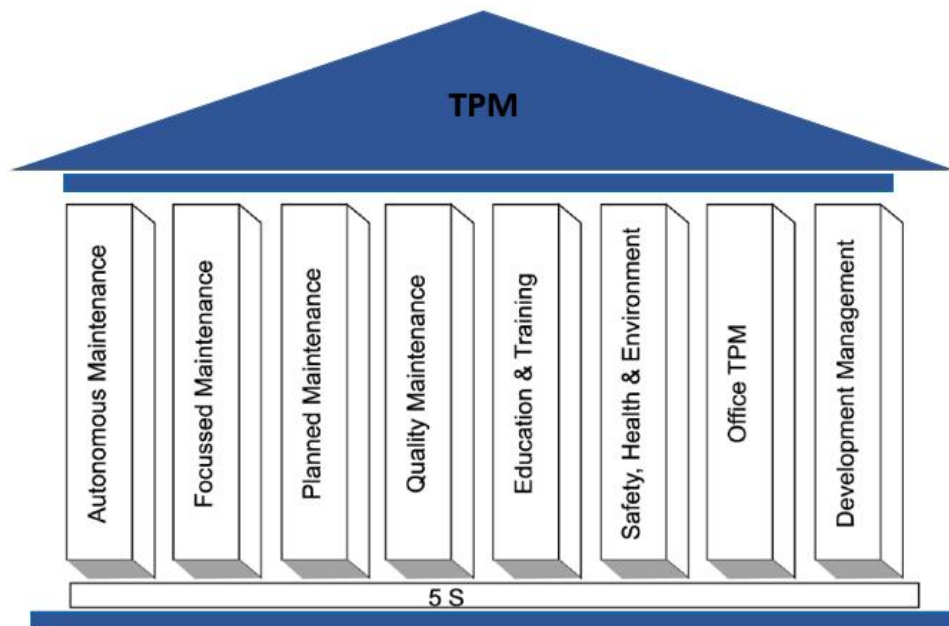 TPM
Autonomous Maintenance
Focussed Maintenance
Planned Maintenance
Quality Maintenance
Education & Training
Safety, Health & Environment
Office TPM
Development Management
5 S